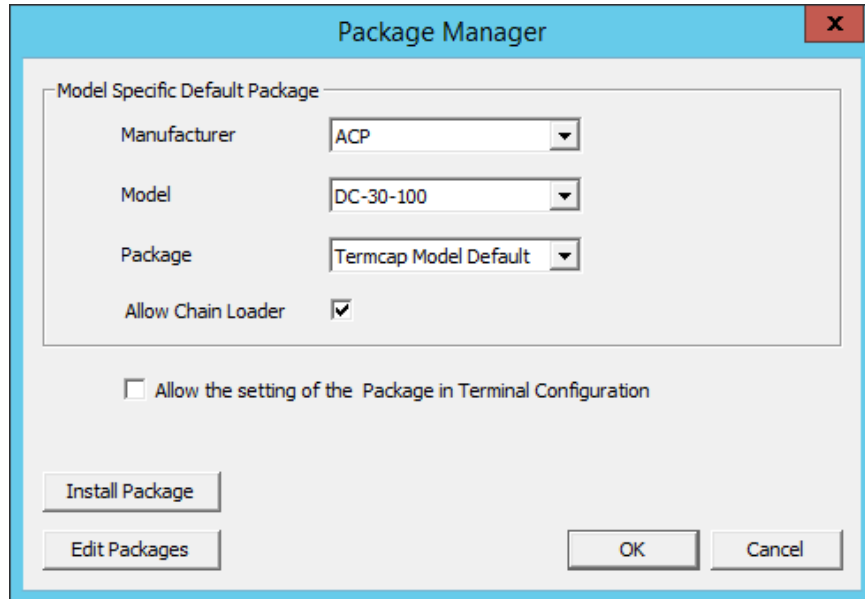 Package Manager
x
Model Specific Default Package
Manufacturer ACP
Model DC-30-100
Package Termcap Model Default
Allow Chain Loader
Allow the setting of the Package in Terminal Configuration
Install Package
Edit Packages OK Cancel